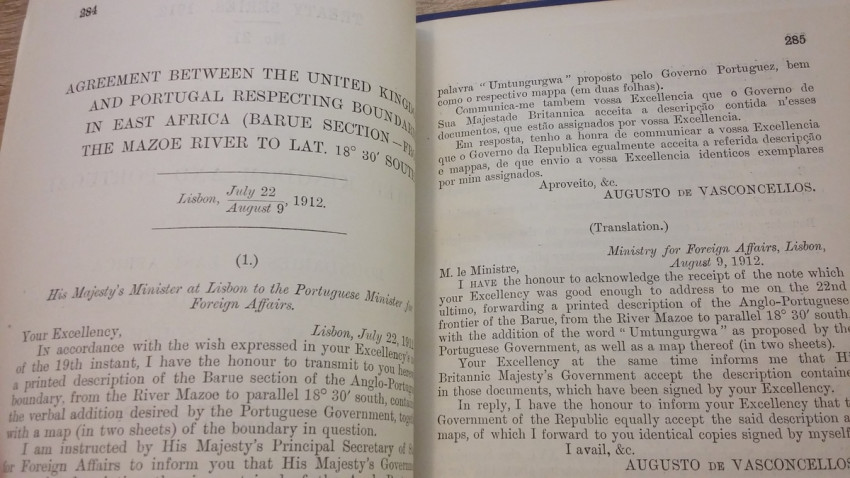 284
AGREEMENT BETWEEN THE UNITED
AND PORTUGAL RESPECTING
IN EAST AFRICA (BARUE SECTION—
THE MAZOE RIVER TO LAT. 18° 30′
Lisbon, July 22 / August 9, 1912.
(1.)
His Majesty's Minister at Lisbon to the Portuguese Minister for
Foreign Affairs.
Your Excellency, Lisbon, July 22,
IN accordance with the wish expressed in your Excellency's
of the 19th instant, I have the honour to transmit to you
a printed description of the Barue section of the
boundary, from the River Mazoe to parallel 18° 30′ south,
the verbal addition desired by the Portuguese Government,
with a map (in two sheets) of the boundary in question.
I am instructed by His Majesty's Principal Secretary of
for Foreign Affairs to inform you that His Majesty's
285
palavra "Umtungurgwa" proposto pelo Governo Portuguez, bem
como o respectivo mappa (em duas folhas).
Communica-me tambem vossa Excellencia que o Governo de
Sua Majestade Britannica acceita a descripção contida n'esses
documentos, que estão assignados por vossa Excellencia.
Em resposta, tenho a honra de communicar a vossa Excellencia
que o Governo da Republica egualmente acceita a referida descripção
e mappas, de que envio a vossa Excellencia identicos exemplares
por mim assignados.
Aproveito, &c.
AUGUSTO DE VASCONCELLOS.
(Translation.)
Ministry for Foreign Affairs, Lisbon,
August 9, 1912.
M. le Ministre,
I HAVE the honour to acknowledge the receipt of the note which
your Excellency was good enough to address to me on the 22nd
ultimo, forwarding a printed description of the Anglo-Portuguese
frontier of the Barue, from the River Mazoe to parallel 18° 30′ south,
with the addition of the word "Umtungurgwa" as proposed by the
Portuguese Government, as well as a map thereof (in two sheets).
Your Excellency at the same time informs me that
Britannic Majesty's Government accept the description
in those documents, which have been signed by your Excellency.
In reply, I have the honour to inform your Excellency that
Government of the Republic equally accept the said description
maps, of which I forward to you identical copies signed by
I avail, &c.
AUGUSTO DE